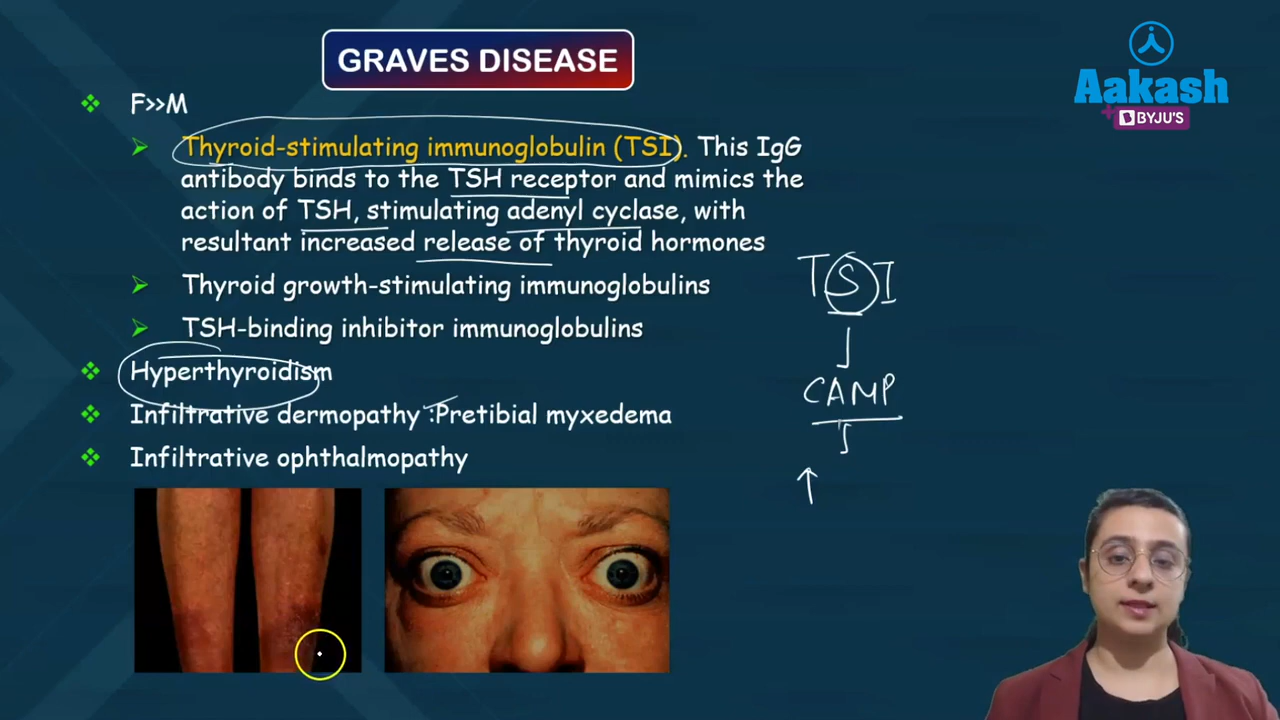 GRAVES DISEASE
Aakash
BYJU'S
F>>M
Thyroid-stimulating immunoglobulin (TSI). This IgG
antibody binds to the TSH receptor and mimics the
action of TSH, stimulating adenyl cyclase, with
resultant increased release of thyroid hormones
Thyroid growth-stimulating immunoglobulins
TSH-binding inhibitor immunoglobulins
Hyperthyroidism
Infiltrative dermopathy :Pretibial myxedema
Infiltrative ophthalmopathy
TSI
CAMP
↑